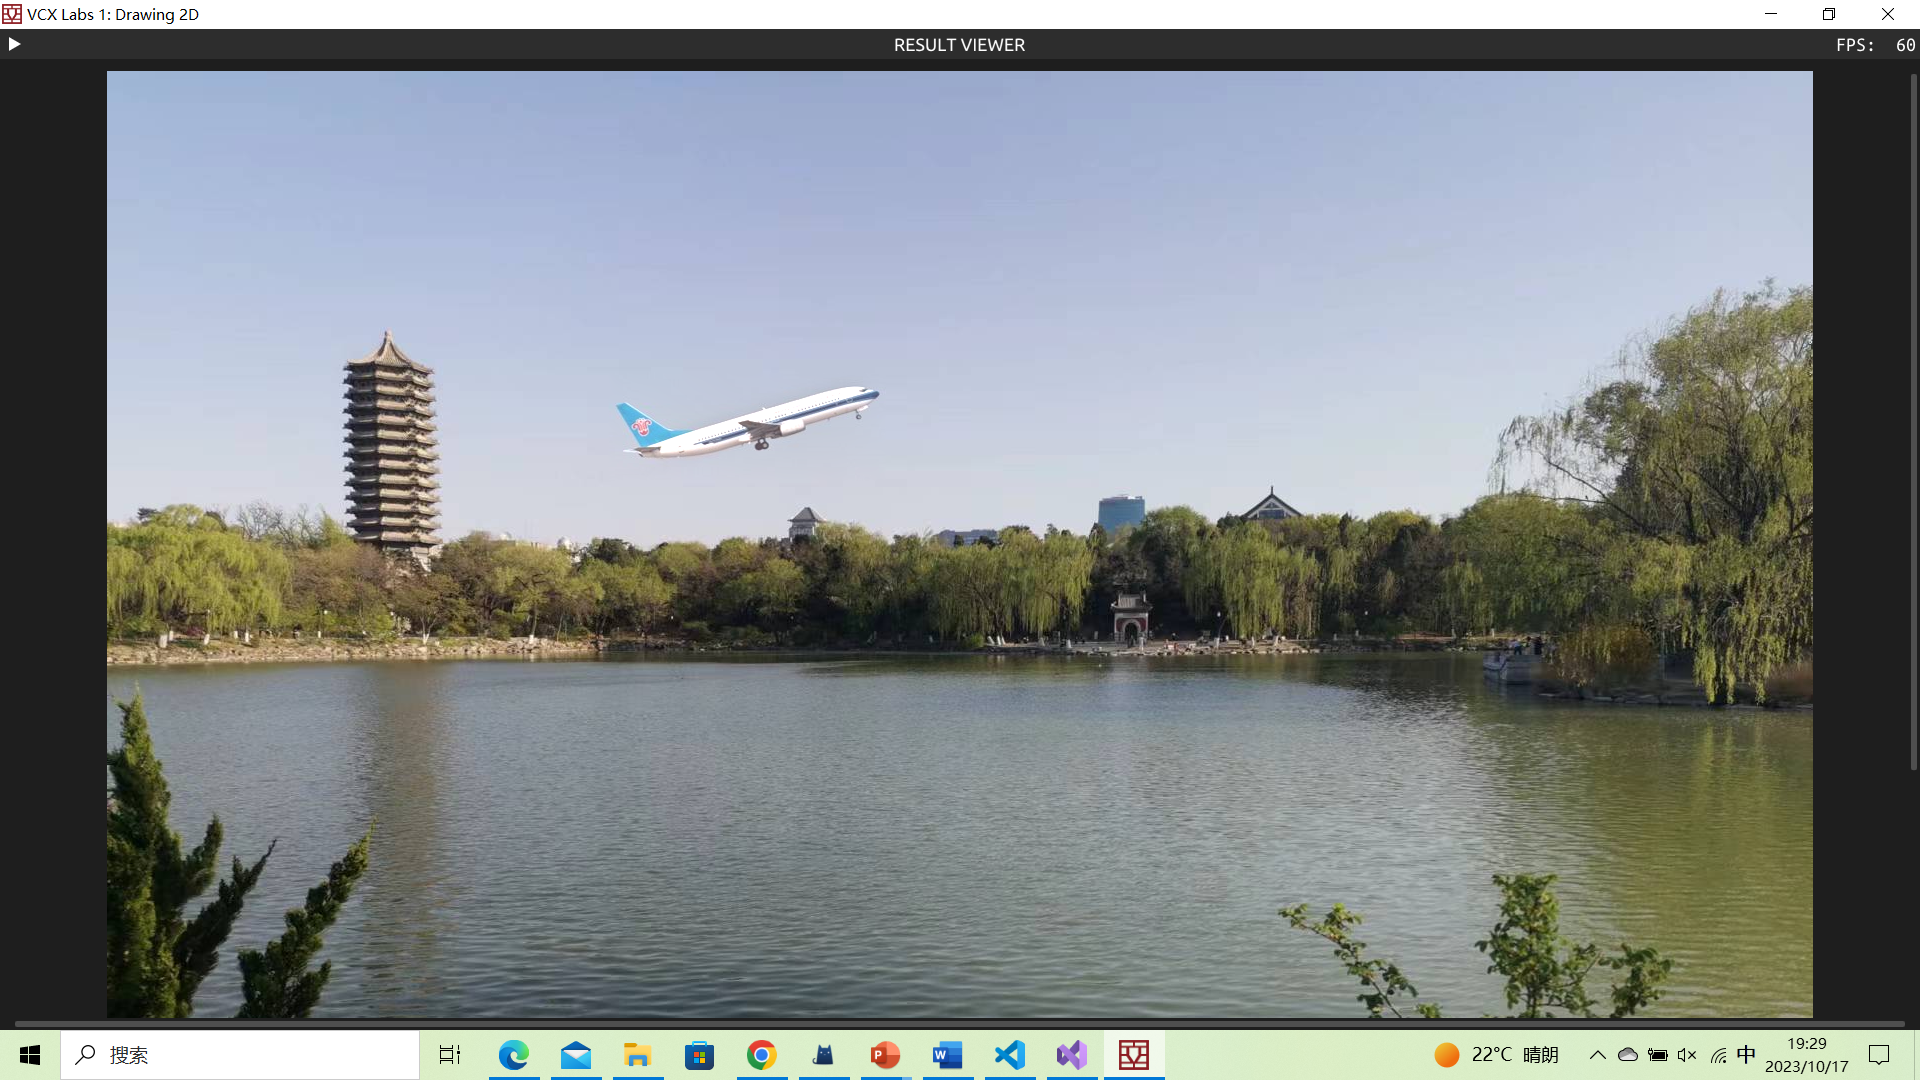 VCX Labs 1: Drawing 2D
RESULT VIEWER
FPS: 60
搜索
22°C 晴朗
中
19:29
2023/10/17